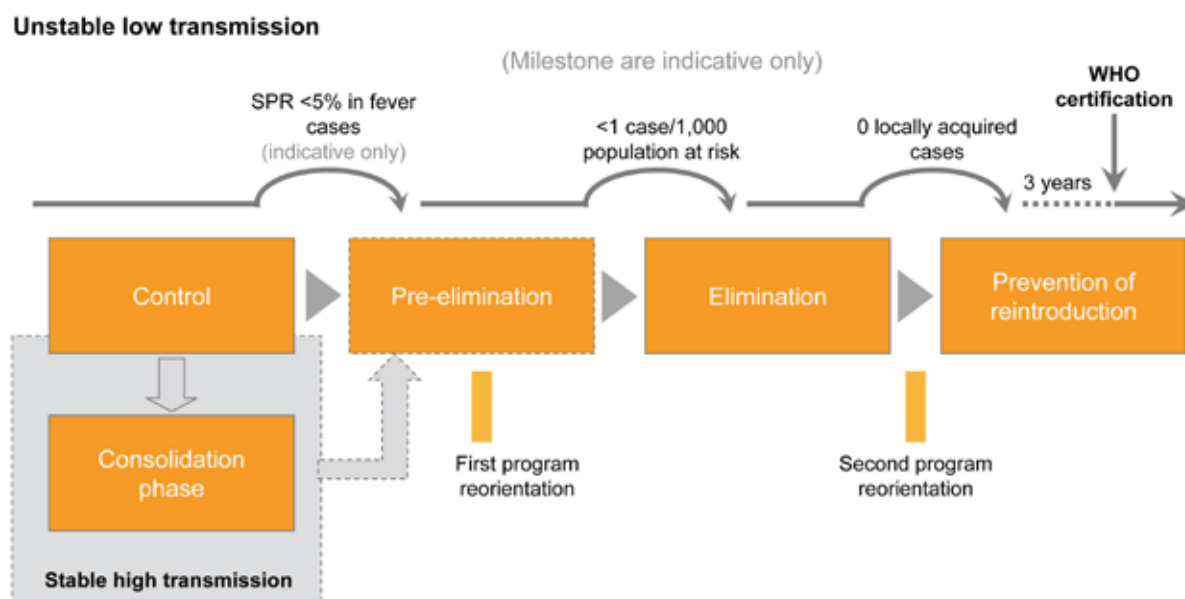 Unstable low transmission
(Milestone are indicative only)
WHO
certification
SPR <5% in fever
cases
(indicative only)
<1 case/1,000
population at risk
0 locally acquired
cases
3 years
Control
Pre-elimination
Elimination
Prevention of
reintroduction
Consolidation
phase
First program
reorientation
Second program
reorientation
Stable high transmission